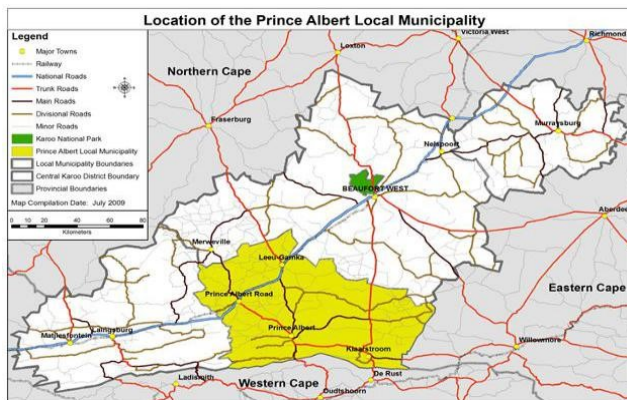 Location of the Prince Albert Local Municipality
Legend
Major Towns
Railway
National Roads
Trunk Roads
Main Roads
Divisional Roads
Minor Roads
Karoo National Park
Prince Albert Local Municipality
Local Municipality Boundaries
Central Karoo District Boundary
Provincial Boundaries
Map Compilation Date: July 2009
0 10 20 40 60 80
Kilometers
Victoria West
Richmond
Loxton
Northern Cape
Fraserburg
Murraysburg
Nelspoort
BEAUFORT WEST
Aberdeen
Merweville
Leeu Gamka
Eastern Cape
Prince Albert Road
Prince Albert
Laingsburg
Matjiesfontein
Klaarstroom
Willowmore
De Rust
Ladismith
Western Cape
Oudtshoorn